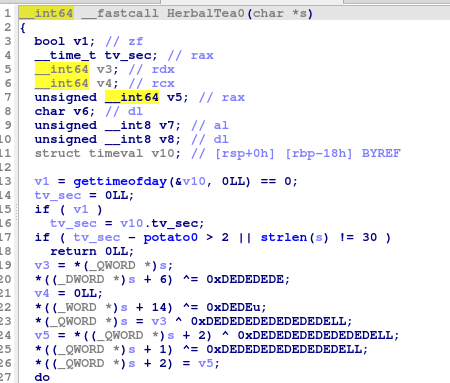 1 __int64 __fastcall HerbalTea0(char *s)
2 {
3 bool v1; // zf
4 __time_t tv_sec; // rax
5 __int64 v3; // rdx
6 __int64 v4; // rcx
7 unsigned __int64 v5; // rax
8 char v6; // dl
9 unsigned __int8 v7; // al
10 unsigned __int8 v8; // dl
11 struct timeval v10; // [rsp+0h] [rbp-18h] BYREF
12
13 v1 = gettimeofday(&v10, 0LL) == 0;
14 tv_sec = 0LL;
15 if ( v1 )
16 tv_sec = v10.tv_sec;
17 if ( tv_sec - potato0 > 2 || strlen(s) != 30 )
18 return 0LL;
19 v3 = *(_QWORD *)s;
20 *((_DWORD *)s + 6) ^= 0xDEDEDEDE;
21 v4 = 0LL;
22 *((_WORD *)s + 14) ^= 0xDEDEu;
23 *(_QWORD *)s = v3 ^ 0xDEDEDEDEDEDEDEDELL;
24 v5 = *((_QWORD *)s + 2) ^ 0xDEDEDEDEDEDEDEDELL;
25 *((_QWORD *)s + 1) ^= 0xDEDEDEDEDEDEDEDELL;
26 *((_QWORD *)s + 2) = v5;
27 do